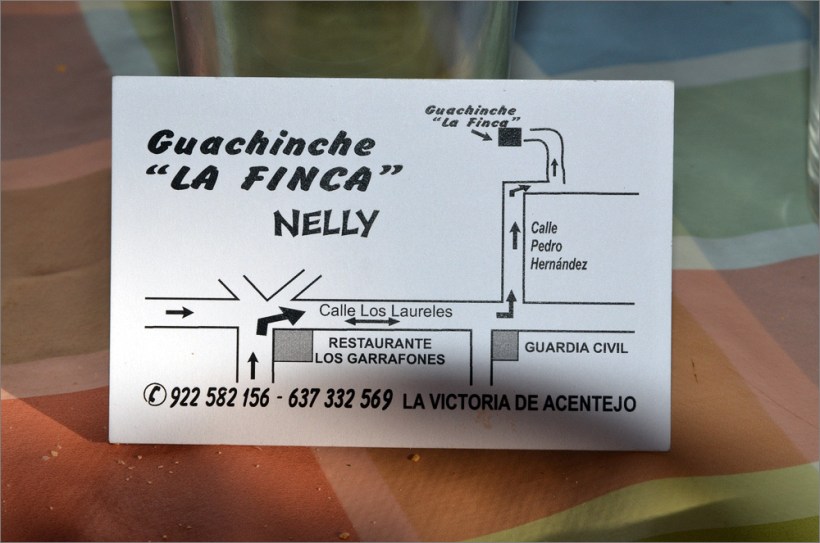 Guachinche
"LA FINCA"
NELLY
Guachinche
"La Finca"
Calle
Pedro
Hernández
Calle Los Laureles
RESTAURANTE
LOS GARRAFONES
GUARDIA CIVIL
✆ 922 582 156 - 637 332 569 LA VICTORIA DE ACENTEJO